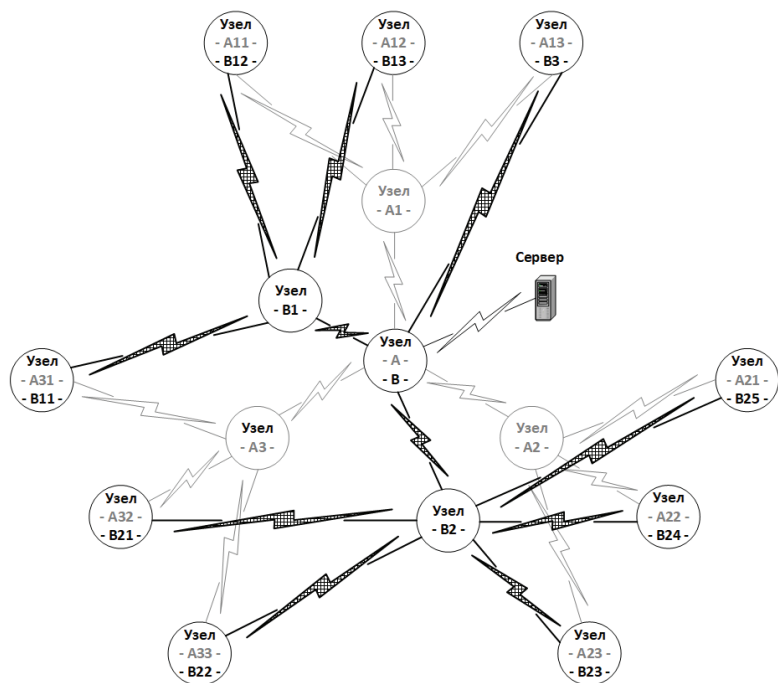 Узел
- A11 -
- B12 -
Узел
- A12 -
- B13 -
Узел
- A13 -
- B3 -
Узел
- A1 -
Сервер
Узел
- B1 -
Узел
- A -
- B -
Узел
- A31 -
- B11 -
Узел
- A21 -
- B25 -
Узел
- A3 -
Узел
- A2 -
Узел
- A32 -
- B21 -
Узел
- B2 -
Узел
- A22 -
- B24 -
Узел
- A33 -
- B22 -
Узел
- A23 -
- B23 -